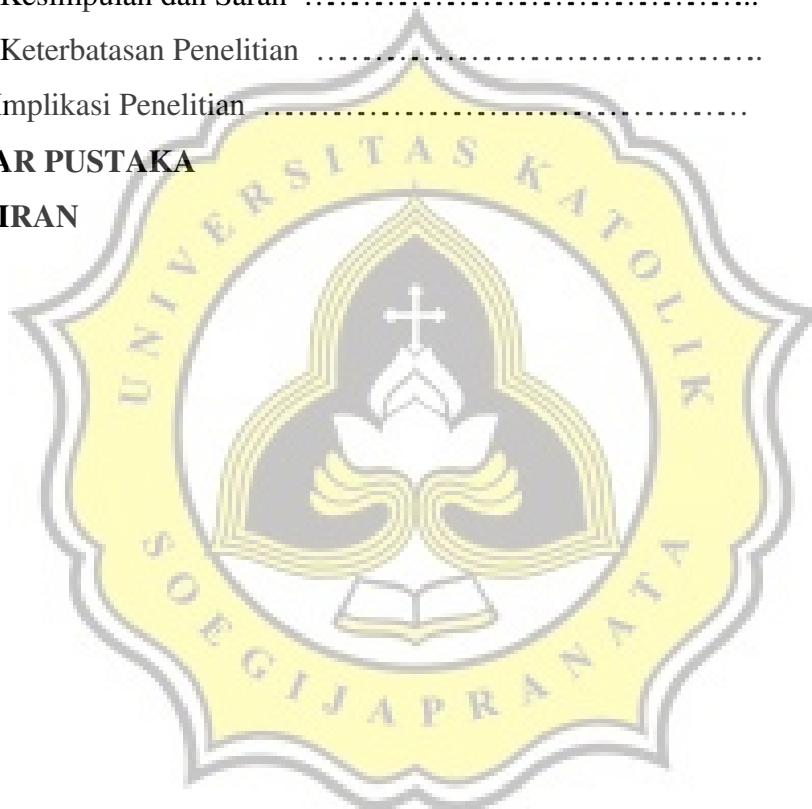 Kesimpulan dan Saran ………………………………………..
Keterbatasan Penelitian ……………………………………….
Implikasi Penelitian …………………………………………
AR PUSTAKA
IRAN
UNIVERSITAS KATOLIK
SOEGIJAPRANATA